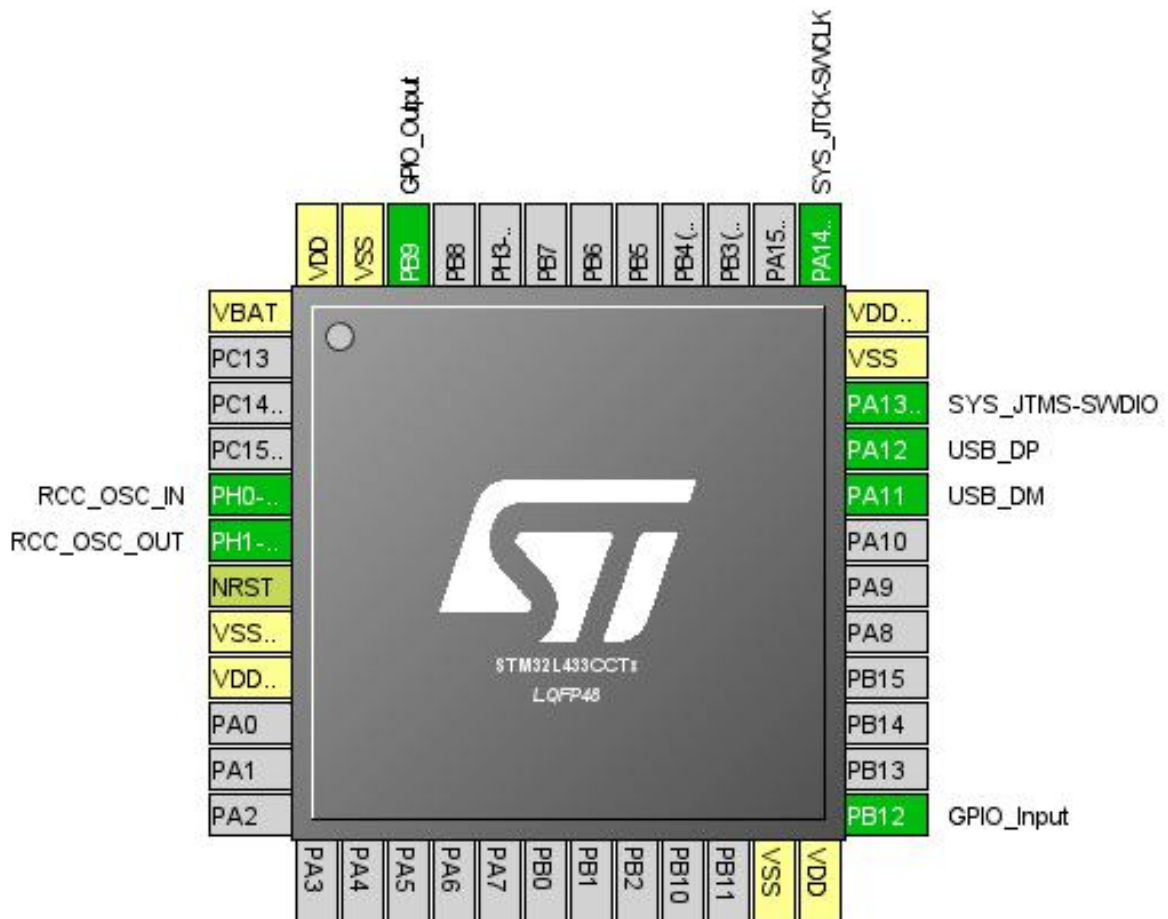 GPIO_Output
SYS_JTCK-SWCLK
VDD
VSS
PB9
PB8
PH3-..
PB7
PB6
PB5
PB4 (..
PB3 (..
PA15..
PA14..
VBAT
PC13
PC14..
PC15..
RCC_OSC_IN PH0-..
RCC_OSC_OUT PH1-..
NRST
VSS..
VDD..
PA0
PA1
PA2
VDD..
VSS
PA13.. SYS_JTMS-SWDIO
PA12 USB_DP
PA11 USB_DM
PA10
PA9
PA8
PB15
PB14
PB13
PB12 GPIO_Input
ST
STM32L433CCTx
LQFP48
PA3
PA4
PA5
PA6
PA7
PB0
PB1
PB2
PB10
PB11
VSS
VDD